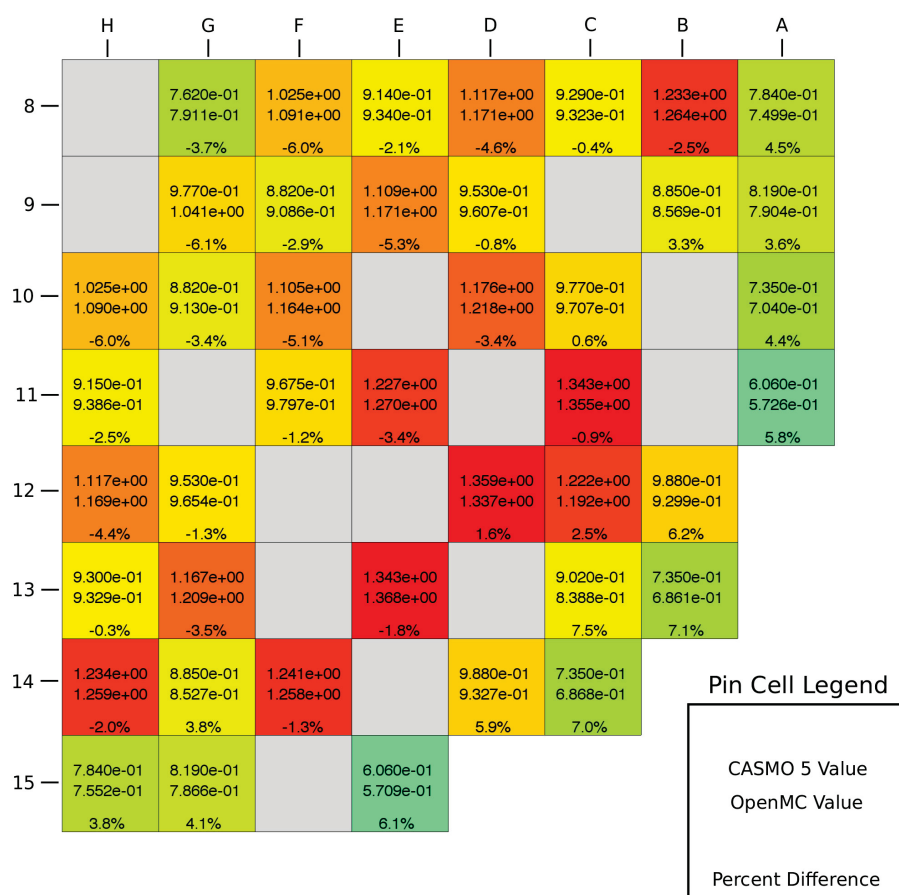 H G F E D C B A
8
7.620e-01 1.025e+00 9.140e-01 1.117e+00 9.290e-01 1.233e+00 7.840e-01
7.911e-01 1.091e+00 9.340e-01 1.171e+00 9.323e-01 1.264e+00 7.499e-01
-3.7% -6.0% -2.1% -4.6% -0.4% -2.5% 4.5%
9
9.770e-01 8.820e-01 1.109e+00 9.530e-01 8.850e-01 8.190e-01
1.041e+00 9.086e-01 1.171e+00 9.607e-01 8.569e-01 7.904e-01
-6.1% -2.9% -5.3% -0.8% 3.3% 3.6%
10
1.025e+00 8.820e-01 1.105e+00 1.176e+00 9.770e-01 7.350e-01
1.090e+00 9.130e-01 1.164e+00 1.218e+00 9.707e-01 7.040e-01
-6.0% -3.4% -5.1% -3.4% 0.6% 4.4%
11
9.150e-01 9.675e-01 1.227e+00 1.343e+00 6.060e-01
9.386e-01 9.797e-01 1.270e+00 1.355e+00 5.726e-01
-2.5% -1.2% -3.4% -0.9% 5.8%
12
1.117e+00 9.530e-01 1.359e+00 1.222e+00 9.880e-01
1.169e+00 9.654e-01 1.337e+00 1.192e+00 9.299e-01
-4.4% -1.3% 1.6% 2.5% 6.2%
13
9.300e-01 1.167e+00 1.343e+00 9.020e-01 7.350e-01
9.329e-01 1.209e+00 1.368e+00 8.388e-01 6.861e-01
-0.3% -3.5% -1.8% 7.5% 7.1%
14
1.234e+00 8.850e-01 1.241e+00 9.880e-01 7.350e-01
1.259e+00 8.527e-01 1.258e+00 9.327e-01 6.868e-01
-2.0% 3.8% -1.3% 5.9% 7.0%
15
7.840e-01 8.190e-01 6.060e-01
7.552e-01 7.866e-01 5.709e-01
3.8% 4.1% 6.1%
Pin Cell Legend
CASMO 5 Value
OpenMC Value
Percent Difference